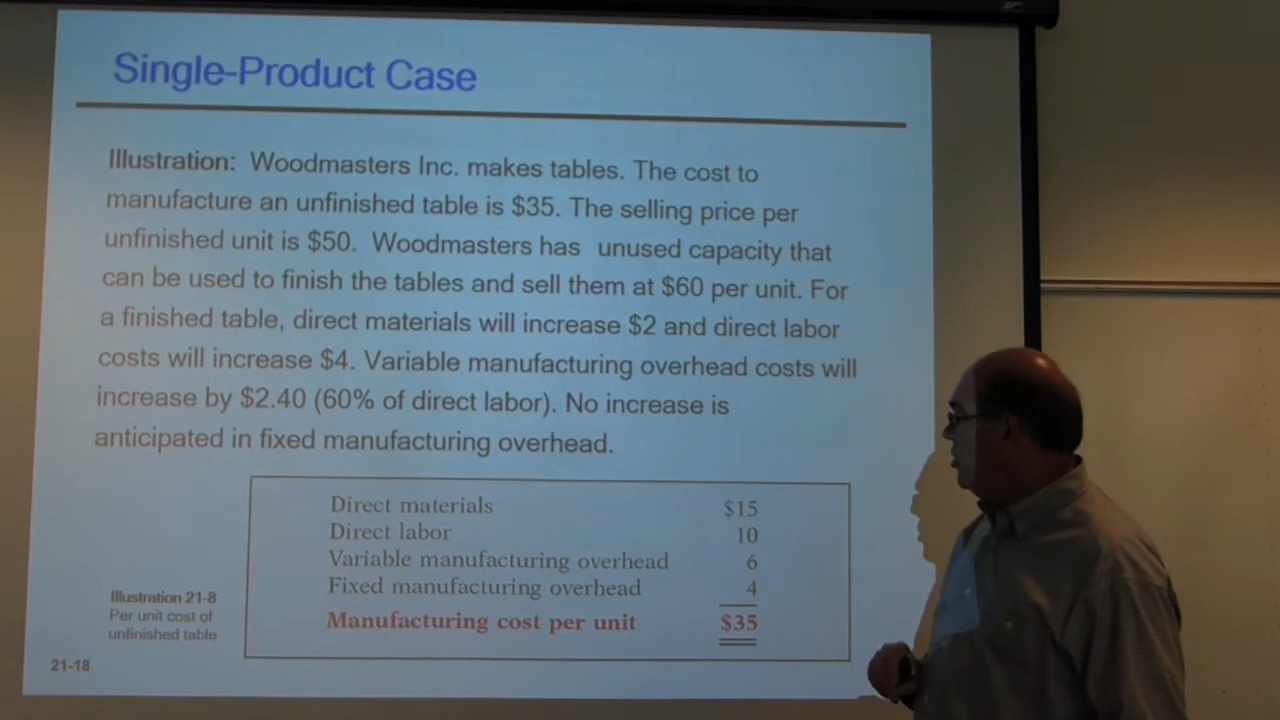 Single-Product Case
Illustration: Woodmasters Inc. makes tables. The cost to
manufacture an unfinished table is $35. The selling price per
unfinished unit is $50. Woodmasters has unused capacity that
can be used to finish the tables and sell them at $60 per unit. For
a finished table, direct materials will increase $2 and direct labor
costs will increase $4. Variable manufacturing overhead costs will
increase by $2.40 (60% of direct labor). No increase is
anticipated in fixed manufacturing overhead.
Direct materials $15
Direct labor 10
Variable manufacturing overhead 6
Fixed manufacturing overhead 4
Manufacturing cost per unit $35
Illustration 21-8
Per unit cost of
unfinished table
21-18